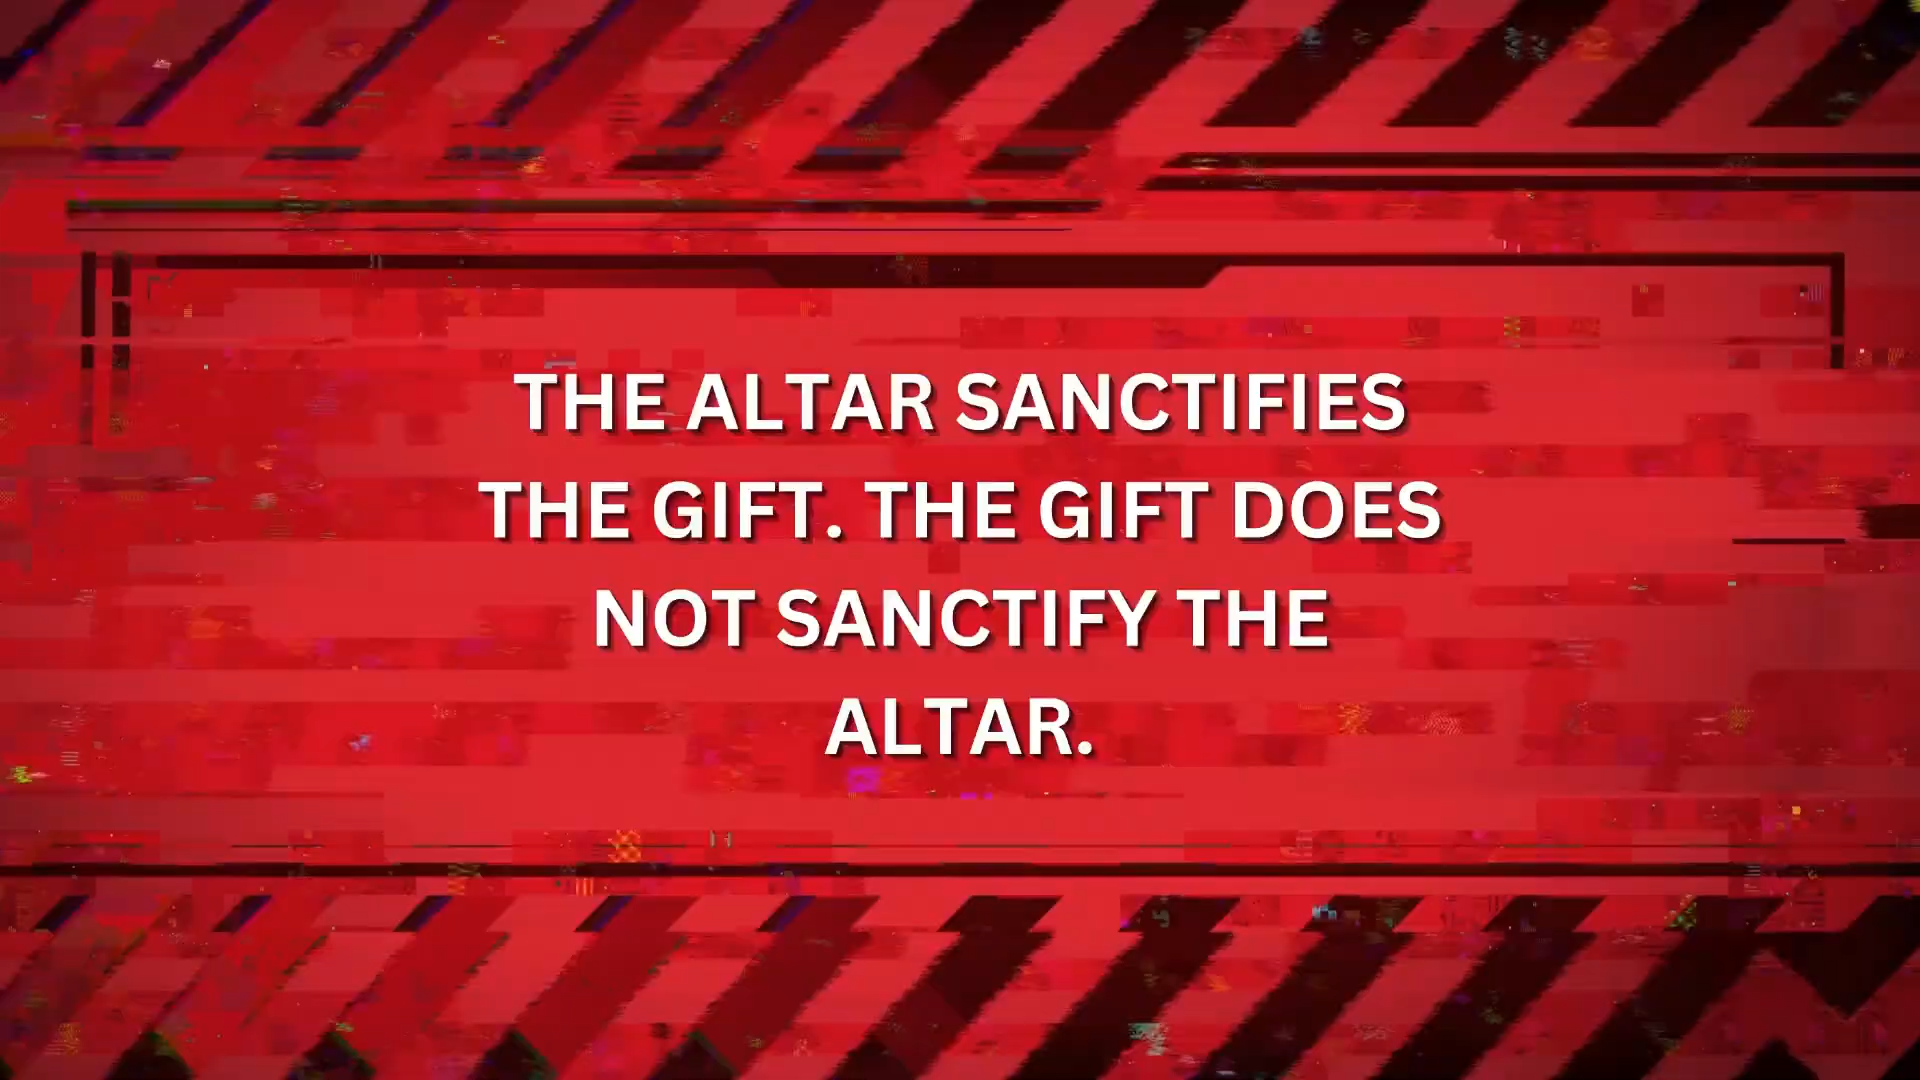 THE ALTAR SANCTIFIES
THE GIFT. THE GIFT DOES
NOT SANCTIFY THE
ALTAR.